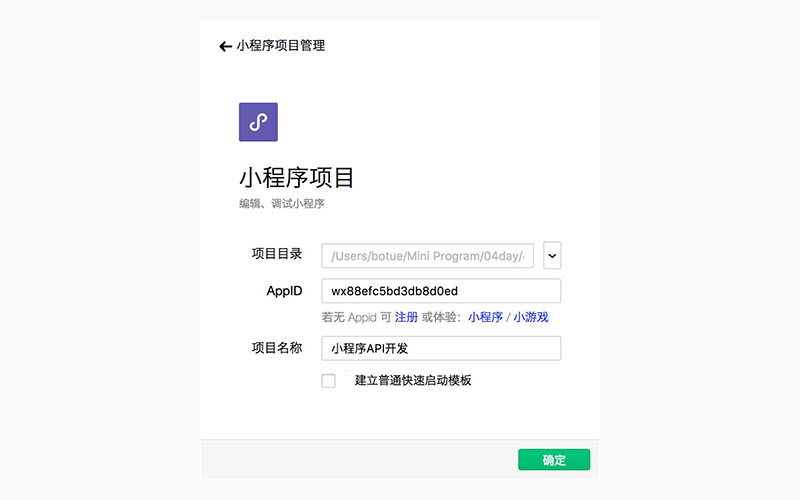 小程序项目管理
小程序项目
编辑、调试小程序
项目目录 /Users/botue/Mini Program/04day/
AppID wx88efc5bd3db8d0ed
若无 Appid 可 注册 或体验：小程序 / 小游戏
项目名称 小程序API开发
建立普通快速启动模板
确定